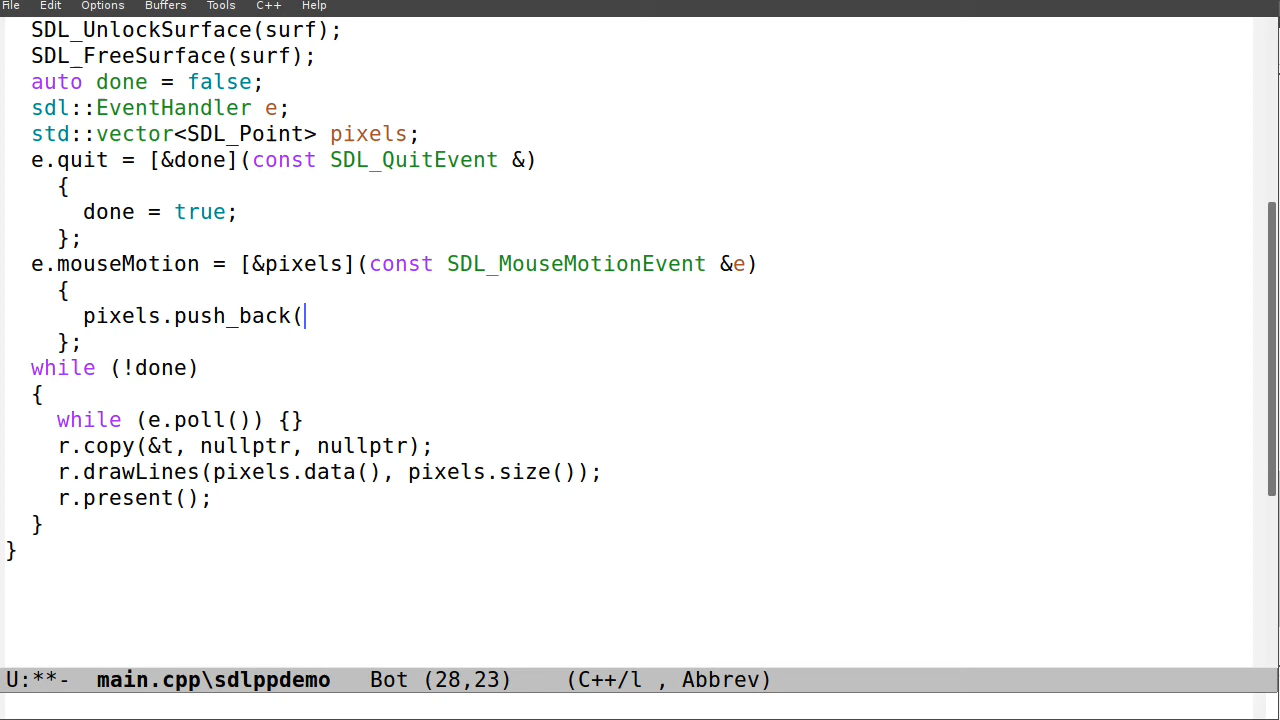 File Edit Options Buffers Tools C++ Help
SDL_UnlockSurface(surf);
SDL_FreeSurface(surf);
auto done = false;
sdl::EventHandler e;
std::vector<SDL_Point> pixels;
e.quit = [&done](const SDL_QuitEvent &)
{
done = true;
};
e.mouseMotion = [&pixels](const SDL_MouseMotionEvent &e)
{
pixels.push_back(
};
while (!done)
{
while (e.poll()) {}
r.copy(&t, nullptr, nullptr);
r.drawLines(pixels.data(), pixels.size());
r.present();
}
}
U:**- main.cpp\sdlppdemo Bot (28,23) (C++/l , Abbrev)